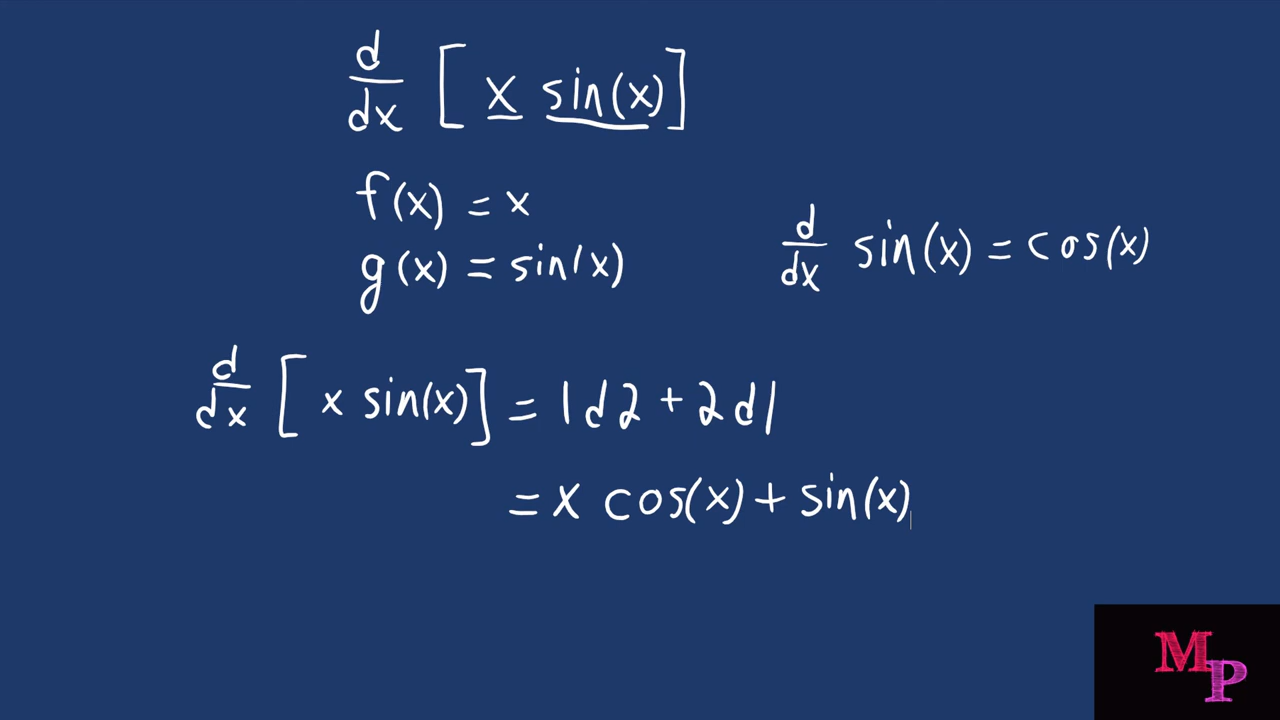 d/dx [ x sin(x) ]
f(x) = x
g(x) = sin(x)
d/dx sin(x) = cos(x)
d/dx [ x sin(x) ] = 1d2 + 2d1
= x cos(x) + sin(x)
MP